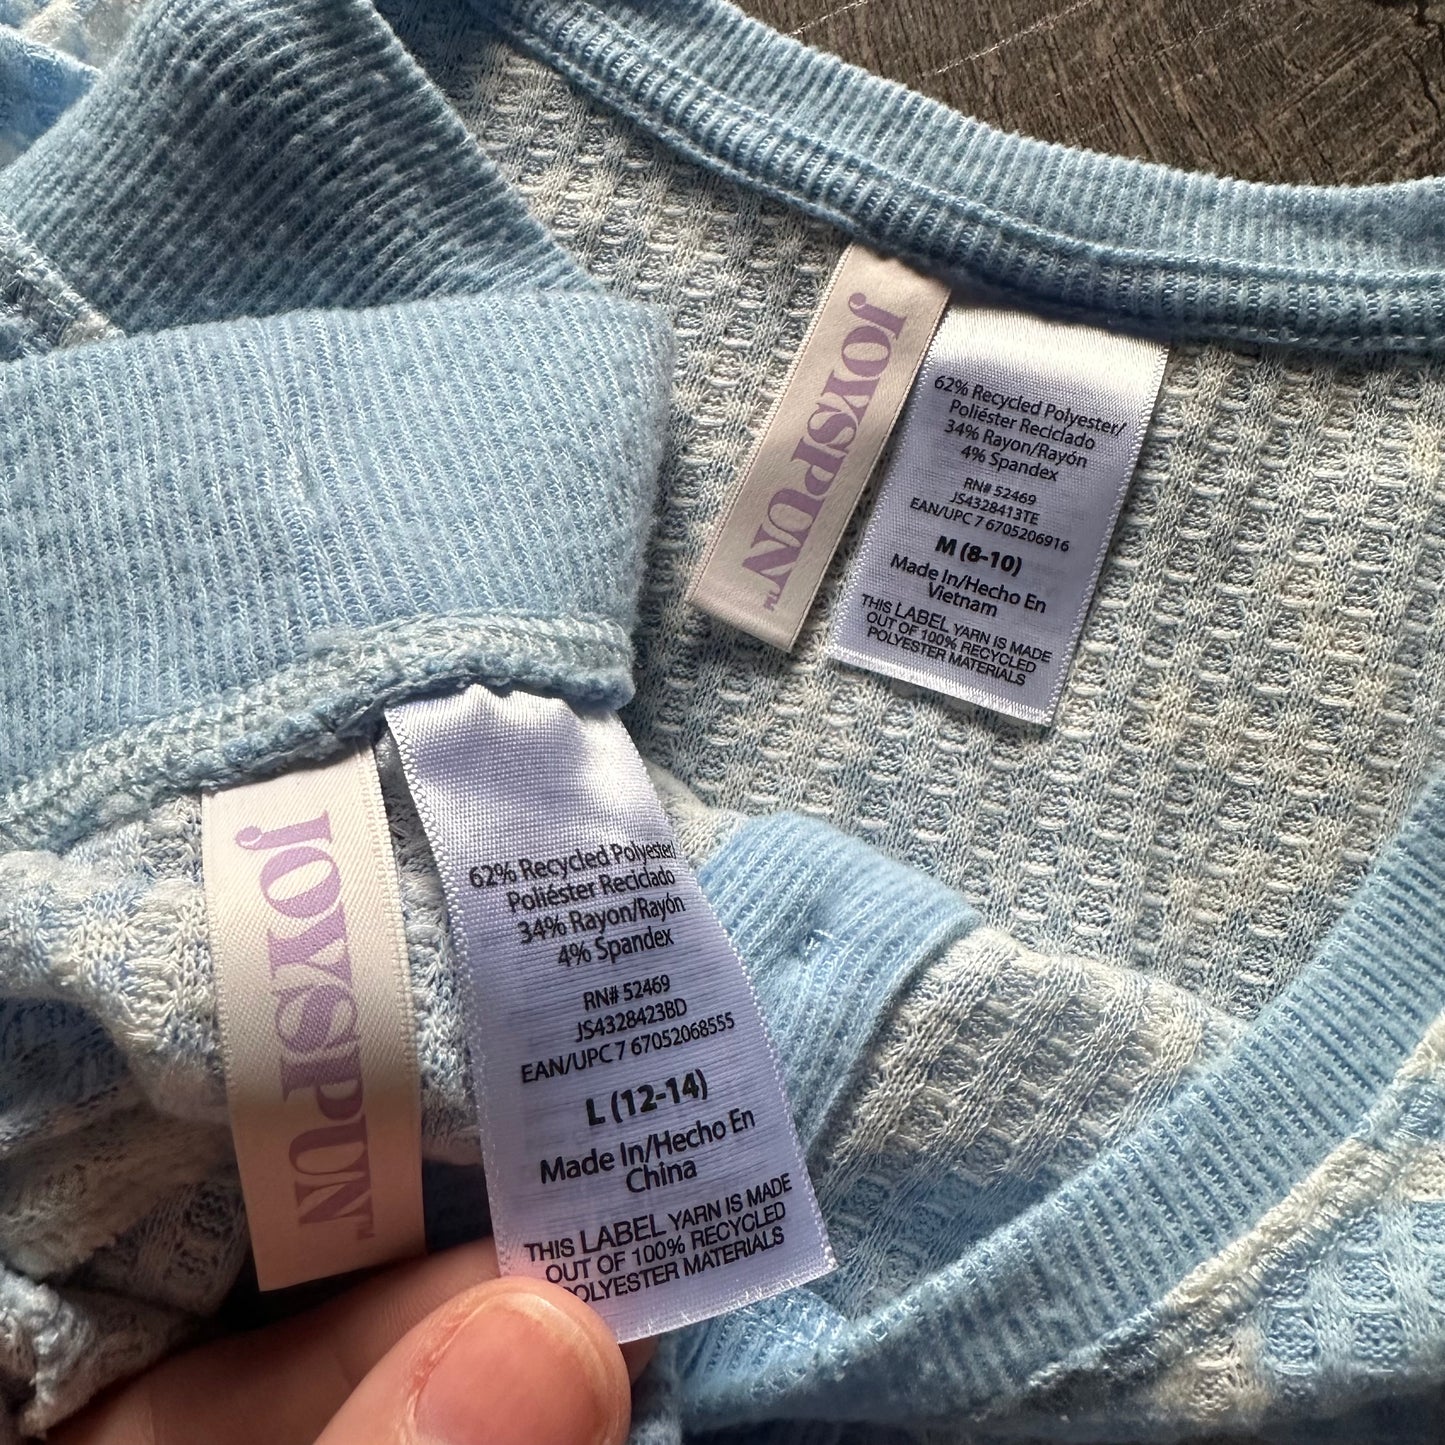 JOYSPUN™
62% Recycled Polyester/
Poliéster Reciclado
34% Rayon/Rayón
4% Spandex
RN# 52469
JS4328413TE
EAN/UPC 7 6705206916
M (8-10)
Made In/Hecho En
Vietnam
THIS LABEL YARN IS MADE
OUT OF 100% RECYCLED
POLYESTER MATERIALS
JOYSPUN™
62% Recycled Polyester/
Poliéster Reciclado
34% Rayon/Rayón
4% Spandex
RN# 52469
JS4328423BD
EAN/UPC 7 67052068555
L (12-14)
Made In/Hecho En
China
THIS LABEL YARN IS MADE
OUT OF 100% RECYCLED
POLYESTER MATERIALS